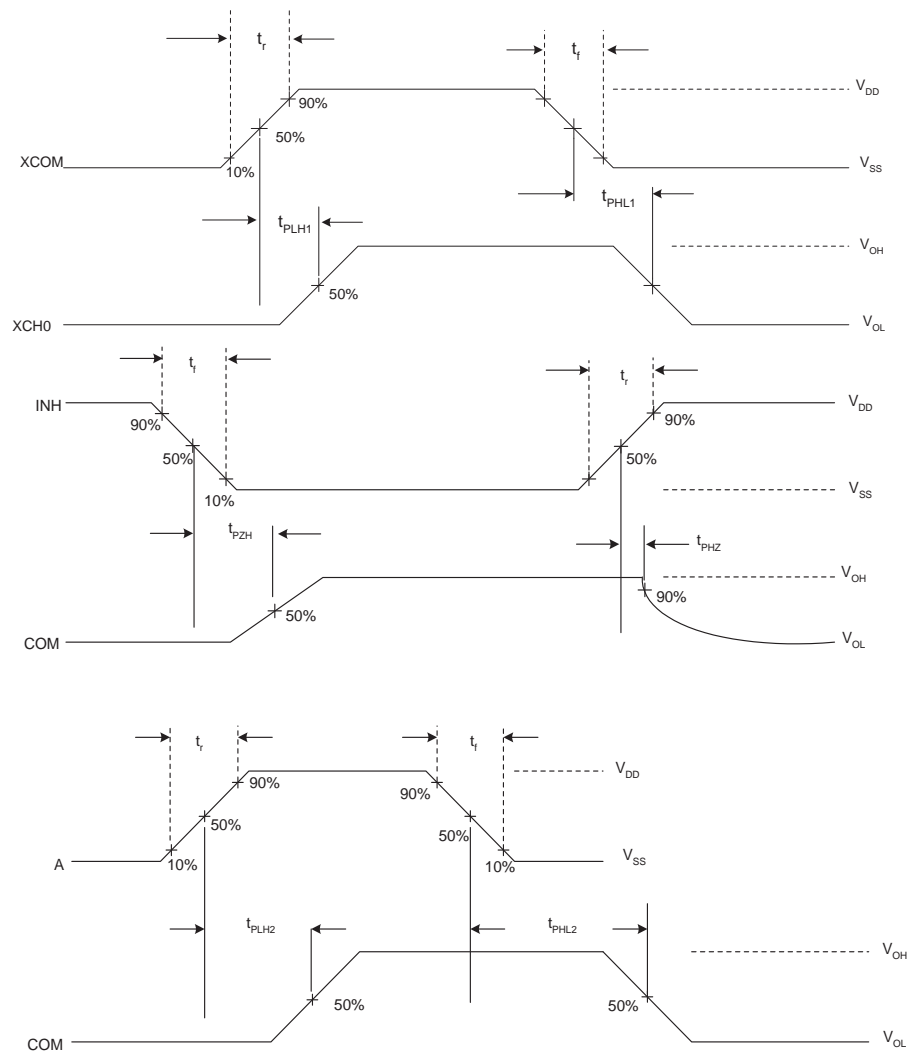 tr
tf
VDD
90%
50%
XCOM
10%
VSS
tPLH1
tPHL1
VOH
50%
XCH0
VOL
tf
tr
INH
VDD
90%
90%
50%
50%
10%
VSS
tPZH
tPHZ
VOH
90%
50%
COM
VOL
tr
tf
VDD
90%
90%
50%
50%
A
10%
10%
VSS
tPLH2
tPHL2
VOH
50%
50%
COM
VOL